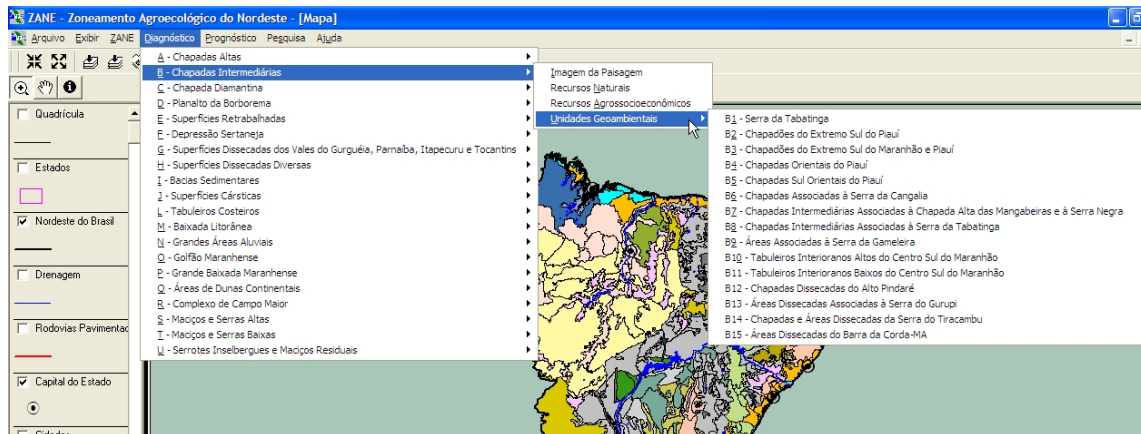 ZANE - Zoneamento Agroecológico do Nordeste - [Mapa]
Arquivo Exibir ZANE Diagnóstico Prognóstico Pesquisa Ajuda
A - Chapadas Altas
B - Chapadas Intermediárias
C - Chapada Diamantina
D - Planalto da Borborema
E - Superfícies Retrabalhadas
F - Depressão Sertaneja
G - Superfícies Dissecadas dos Vales do Gurguéia, Parnaíba, Itapecuru e Tocantins
H - Superfícies Dissecadas Diversas
I - Bacias Sedimentares
J - Superfícies Cársticas
L - Tabuleiros Costeiros
M - Baixada Litorânea
N - Grandes Áreas Aluviais
O - Golfão Maranhense
P - Grande Baixada Maranhense
Q - Áreas de Dunas Continentais
R - Complexo de Campo Maior
S - Maciços e Serras Altas
T - Maciços e Serras Baixas
U - Serrotes Inselbergues e Maciços Residuais
Imagem da Paisagem
Recursos Naturais
Recursos Agrossocioeconômicos
Unidades Geoambientais
B1 - Serra da Tabatinga
B2 - Chapadões do Extremo Sul do Piauí
B3 - Chapadões do Extremo Sul do Maranhão e Piauí
B4 - Chapadas Orientais do Piauí
B5 - Chapadas Sul Orientais do Piauí
B6 - Chapadas Associadas à Serra da Cangalia
B7 - Chapadas Intermediárias Associadas à Chapada Alta das Mangabeiras e à Serra Negra
B8 - Chapadas Intermediárias Associadas à Serra da Tabatinga
B9 - Áreas Associadas à Serra da Gameleira
B10 - Tabuleiros Interioranos Altos do Centro Sul do Maranhão
B11 - Tabuleiros Interioranos Baixos do Centro Sul do Maranhão
B12 - Chapadas Dissecadas do Alto Pindaré
B13 - Áreas Dissecadas Associadas à Serra do Gurupi
B14 - Chapadas e Áreas Dissecadas da Serra do Tiracambu
B15 - Áreas Dissecadas do Barra da Corda-MA
Quadrícula
Estados
Nordeste do Brasil
Drenagem
Rodovias Pavimentac
Capital do Estado